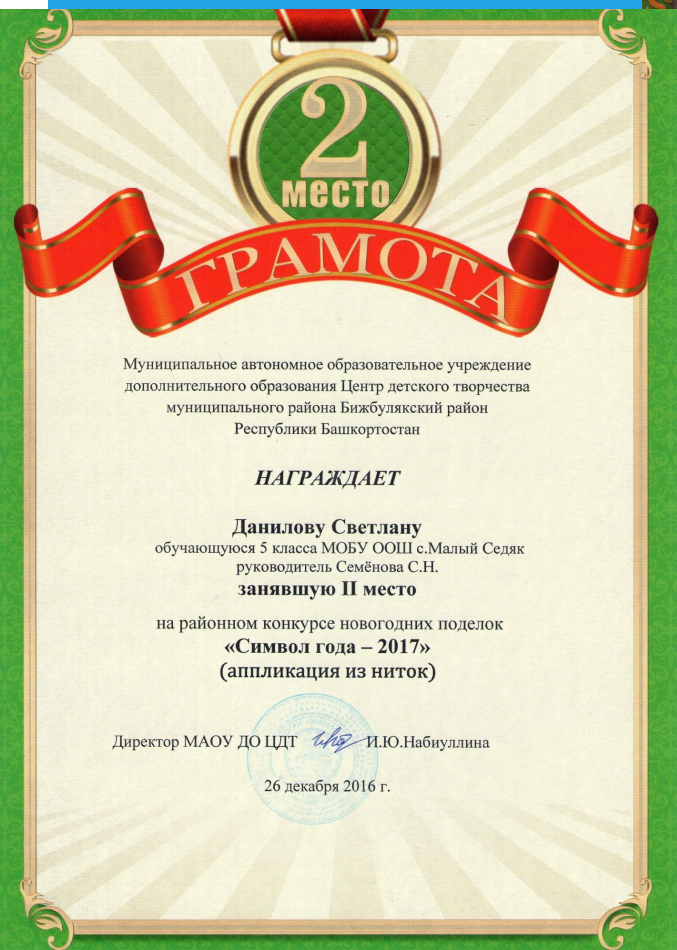 2
место
ГРАМОТА
Муниципальное автономное образовательное учреждение
дополнительного образования Центр детского творчества
муниципального района Бижбулякский район
Республики Башкортостан
НАГРАЖДАЕТ
Данилову Светлану
обучающуюся 5 класса МОБУ ООШ с.Малый Седяк
руководитель Семёнова С.Н.
занявшую II место
на районном конкурсе новогодних поделок
«Символ года – 2017»
(аппликация из ниток)
Директор МАОУ ДО ЦДТ И.Ю.Набиуллина
26 декабря 2016 г.